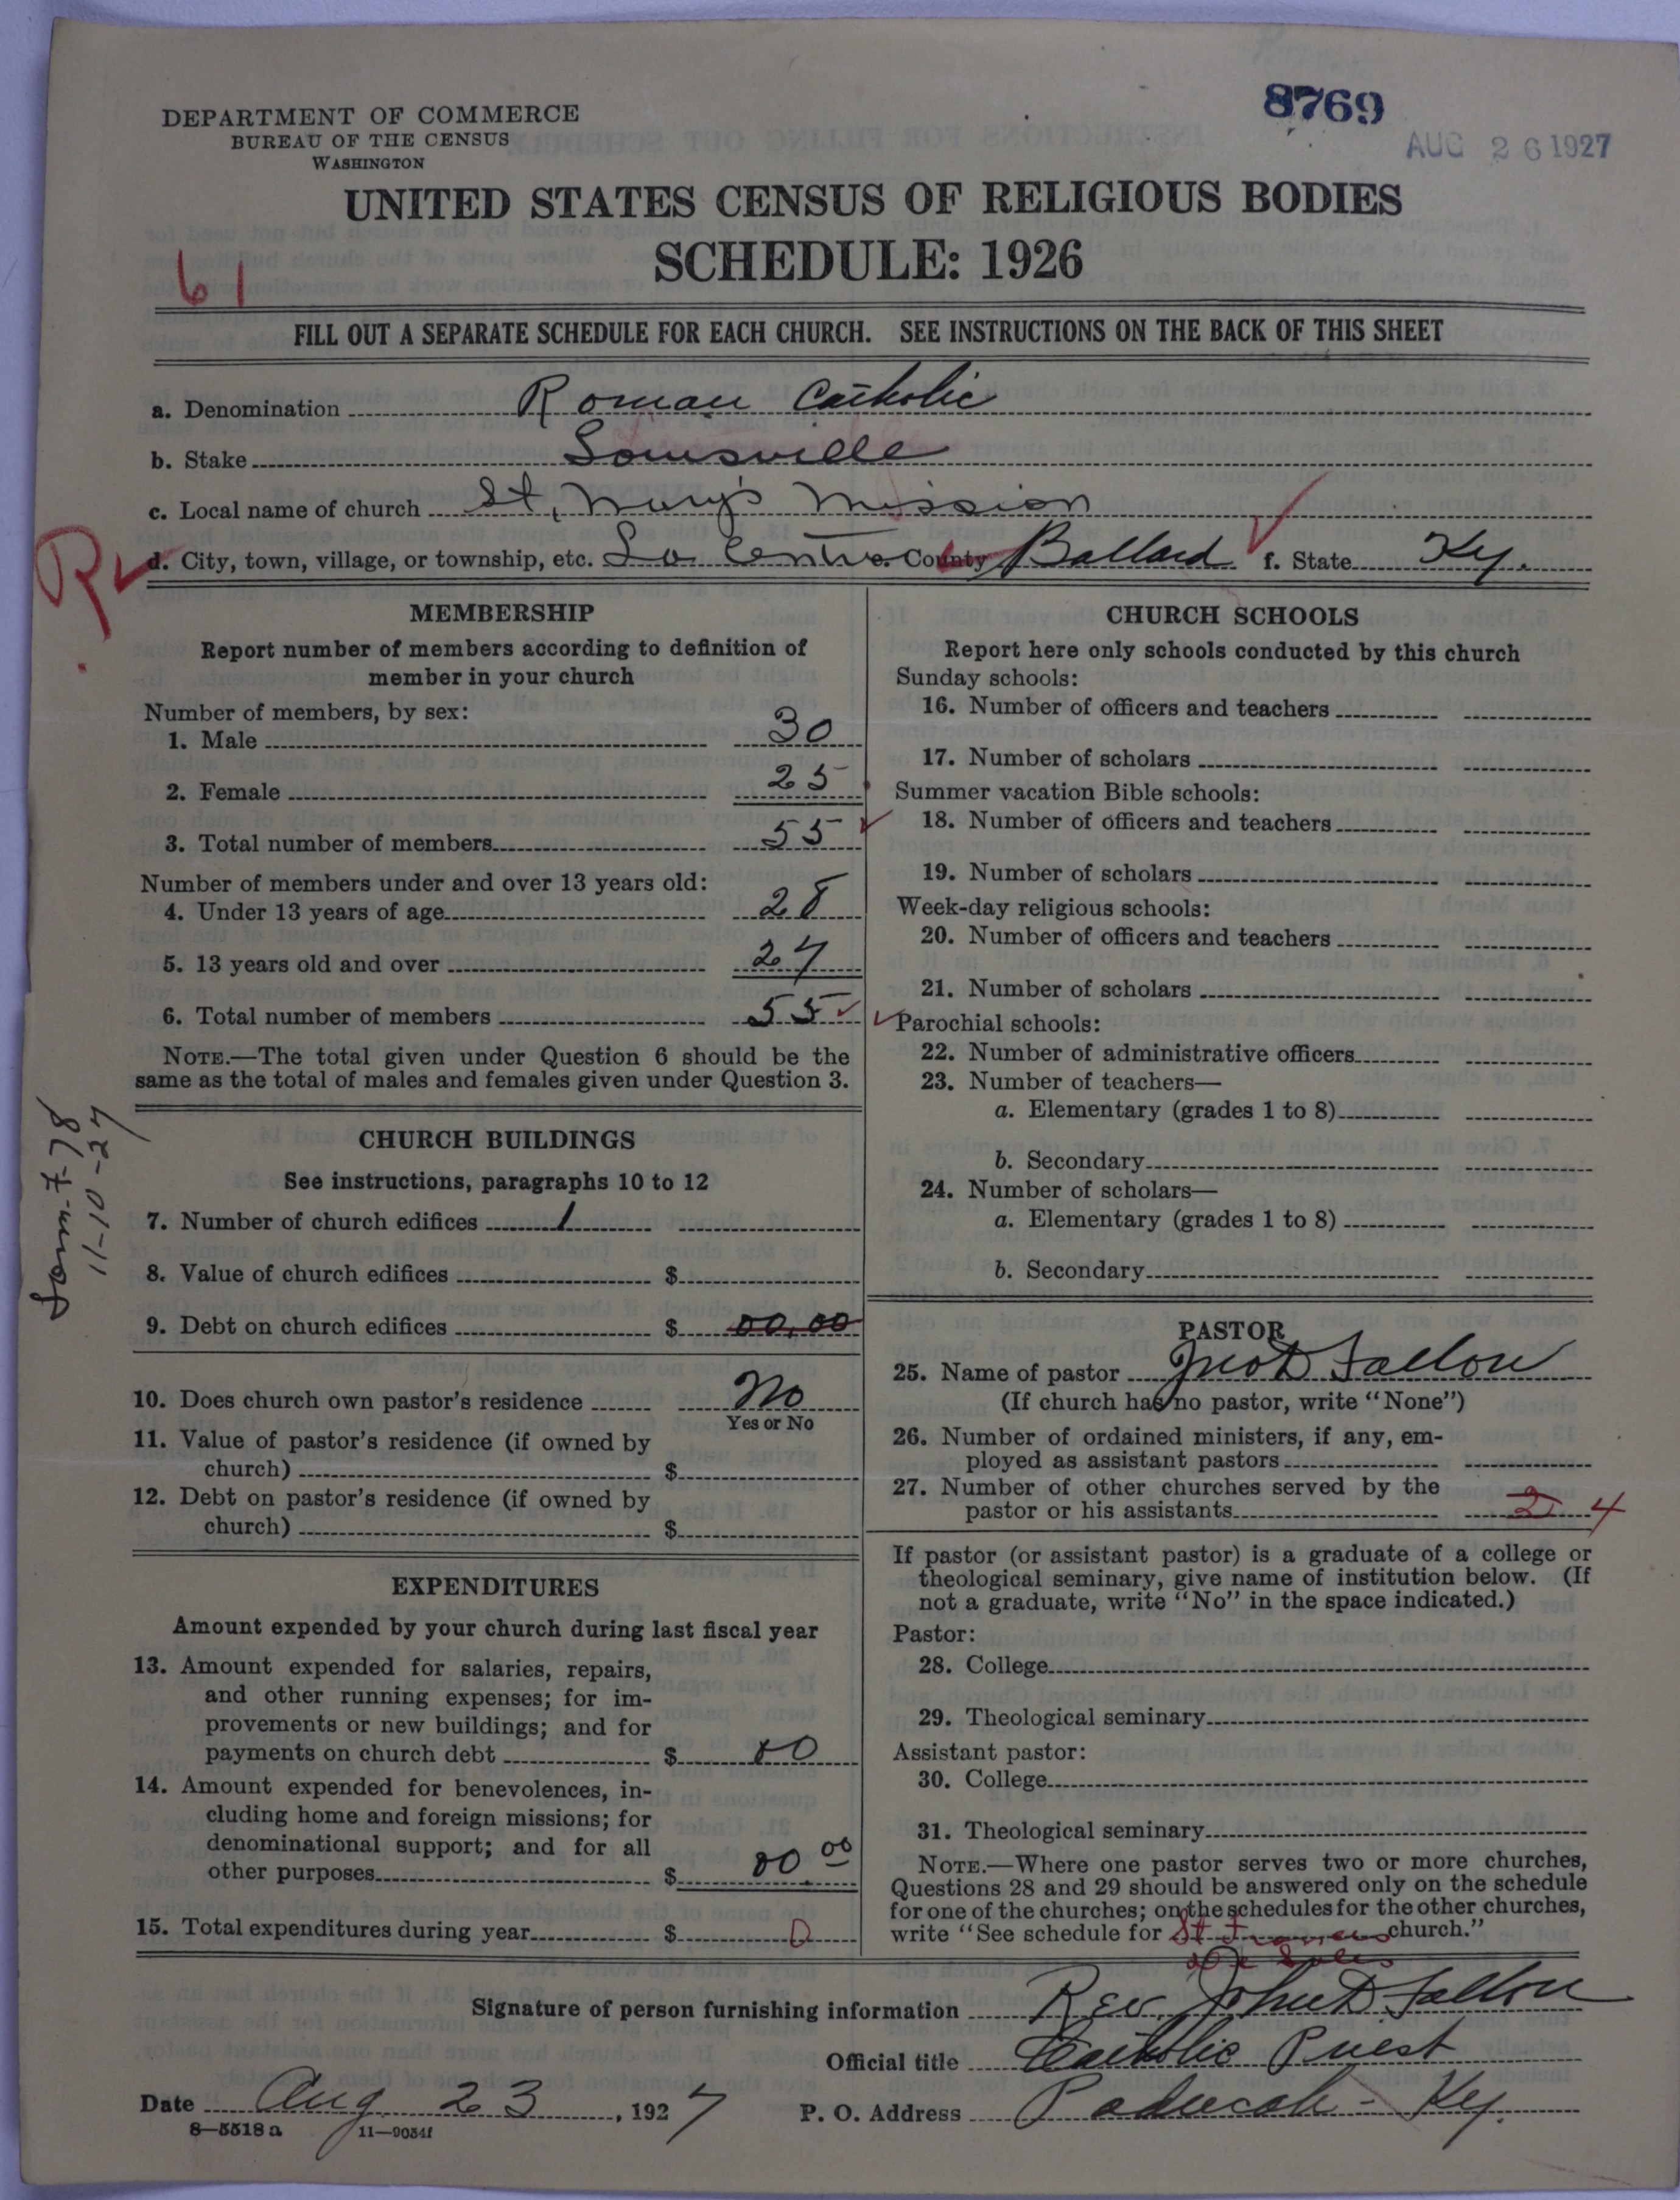 8769
AUG 26 1927
DEPARTMENT OF COMMERCE
BUREAU OF THE CENSUS
WASHINGTON
UNITED STATES CENSUS OF RELIGIOUS BODIES
SCHEDULE: 1926
61
FILL OUT A SEPARATE SCHEDULE FOR EACH CHURCH. SEE INSTRUCTIONS ON THE BACK OF THIS SHEET
a. Denomination Roman Catholic
b. Stake Louisville
c. Local name of church St. Mary's Mission
d. City, town, village, or township, etc. La Centre e. County Ballard f. State Ky.
MEMBERSHIP
Report number of members according to definition of
member in your church
Number of members, by sex:
1. Male 30
2. Female 25
3. Total number of members 55
Number of members under and over 13 years old:
4. Under 13 years of age 28
5. 13 years old and over 27
6. Total number of members 55
NOTE.—The total given under Question 6 should be the
same as the total of males and females given under Question 3.
11-10-27
CHURCH BUILDINGS
See instructions, paragraphs 10 to 12
7. Number of church edifices 1
8. Value of church edifices $
9. Debt on church edifices $ 00,00
10. Does church own pastor's residence No
Yes or No
11. Value of pastor's residence (if owned by
church) $
12. Debt on pastor's residence (if owned by
church) $
EXPENDITURES
Amount expended by your church during last fiscal year
13. Amount expended for salaries, repairs,
and other running expenses; for im-
provements or new buildings; and for
payments on church debt $ 00
14. Amount expended for benevolences, in-
cluding home and foreign missions; for
denominational support; and for all
other purposes $ 00 00
15. Total expenditures during year $ 0
CHURCH SCHOOLS
Report here only schools conducted by this church
Sunday schools:
16. Number of officers and teachers
17. Number of scholars
Summer vacation Bible schools:
18. Number of officers and teachers
19. Number of scholars
Week-day religious schools:
20. Number of officers and teachers
21. Number of scholars
Parochial schools:
22. Number of administrative officers
23. Number of teachers—
a. Elementary (grades 1 to 8)
b. Secondary
24. Number of scholars—
a. Elementary (grades 1 to 8)
b. Secondary
PASTOR
25. Name of pastor Jno D Fallon
(If church has no pastor, write "None")
26. Number of ordained ministers, if any, em-
ployed as assistant pastors
27. Number of other churches served by the
pastor or his assistants 2 4
If pastor (or assistant pastor) is a graduate of a college or
theological seminary, give name of institution below. (If
not a graduate, write "No" in the space indicated.)
Pastor:
28. College
29. Theological seminary
Assistant pastor:
30. College
31. Theological seminary
NOTE.—Where one pastor serves two or more churches,
Questions 28 and 29 should be answered only on the schedule
for one of the churches; on the schedules for the other churches,
write "See schedule for St Francis church."
de Sales
Signature of person furnishing information Rev. John D Fallon
Official title Catholic Priest
Date Aug 23, 1927 P. O. Address Paducah - Ky.
8—5518 a 11—9054f